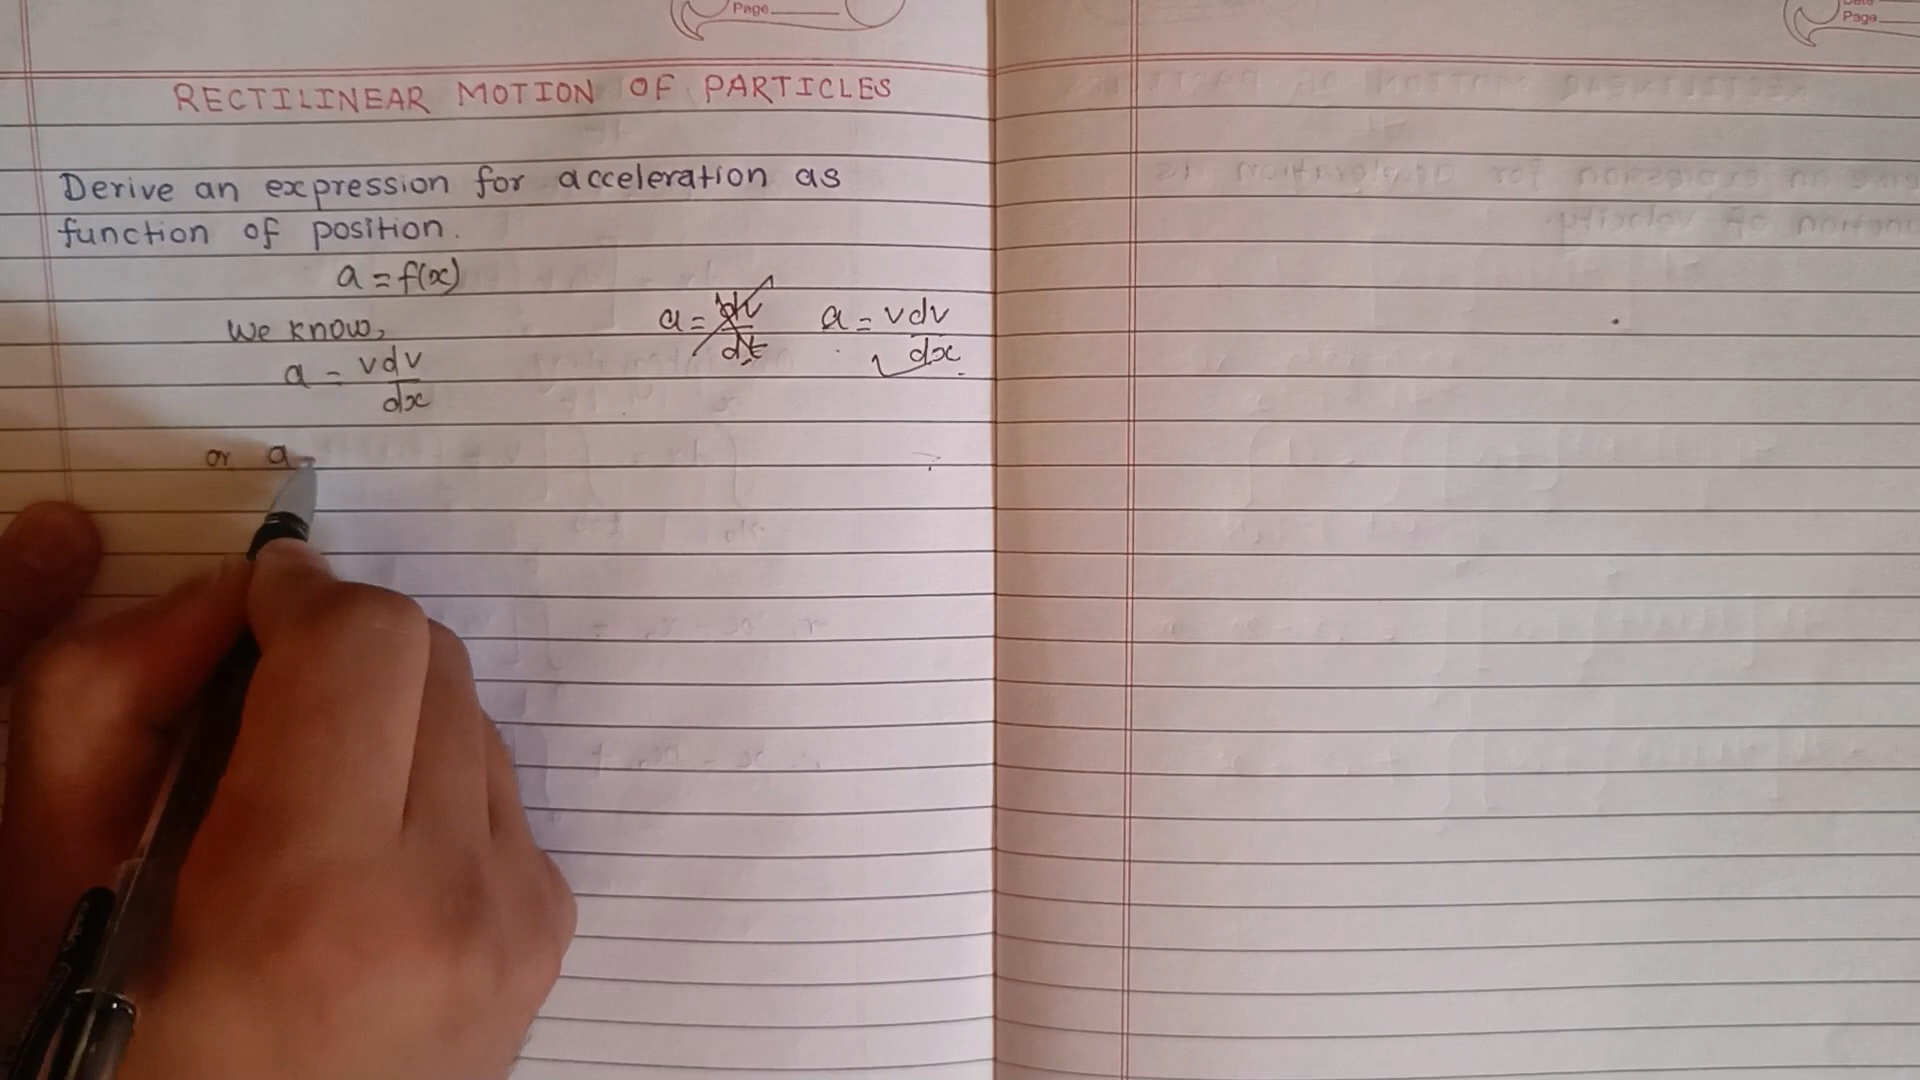 Page
RECTILINEAR MOTION OF PARTICLES
Derive an expression for acceleration as
function of position.
a = f(x)
We know,
a = vdv
dx
a = dv
dt
a = vdv
dx
or a =
Page